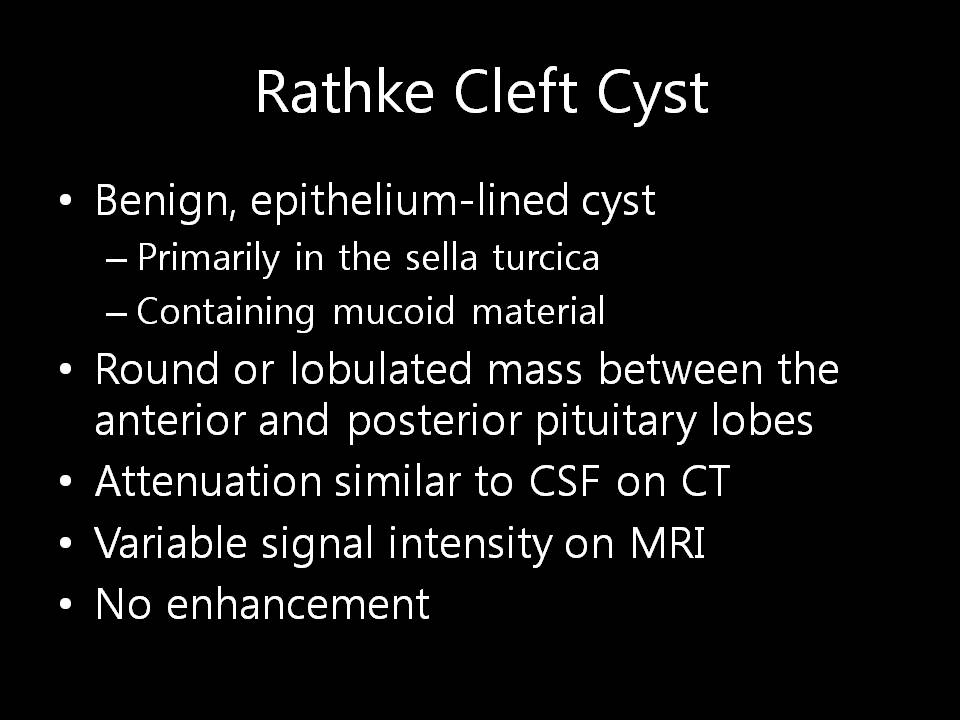 Rathke Cleft Cyst
• Benign, epithelium-lined cyst
– Primarily in the sella turcica
– Containing mucoid material
• Round or lobulated mass between the
anterior and posterior pituitary lobes
• Attenuation similar to CSF on CT
• Variable signal intensity on MRI
• No enhancement